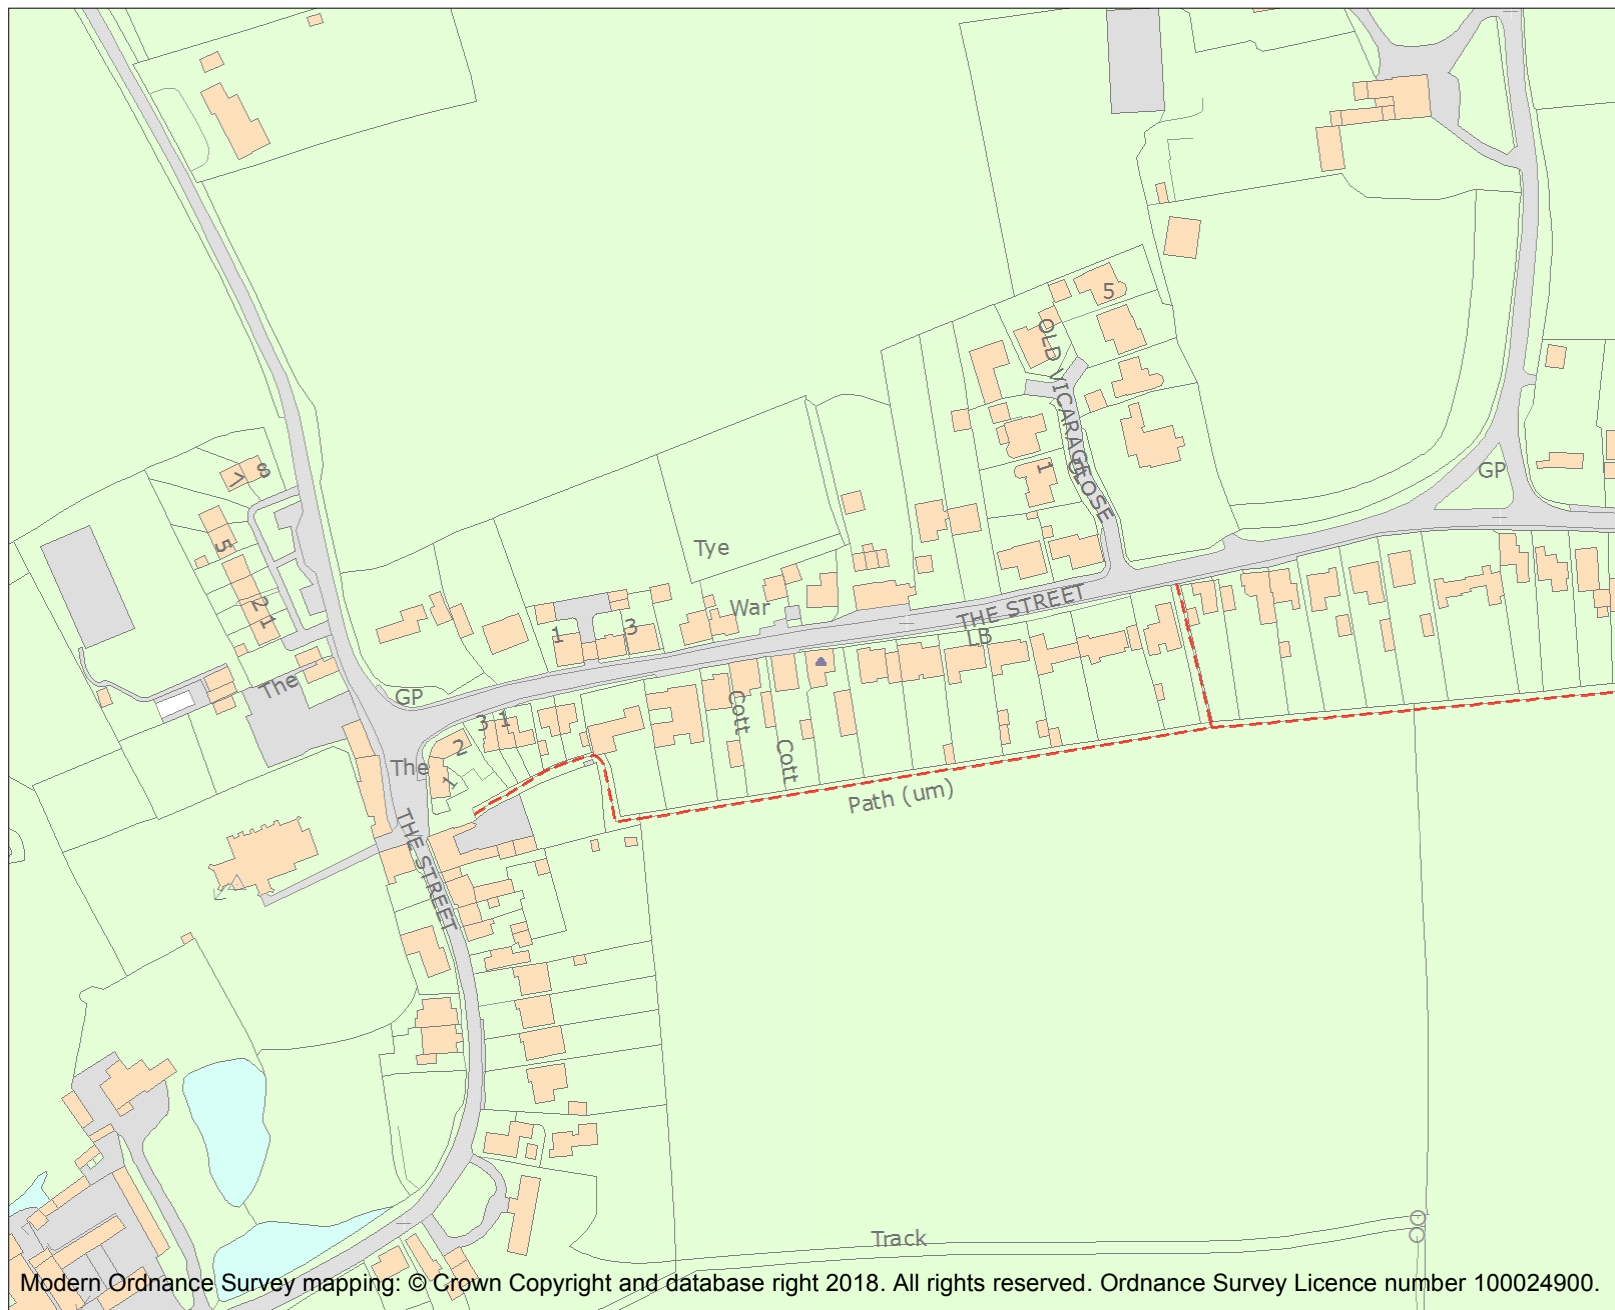 5
OLD VICARAGE
CLOSE
1
GP
8
7
5
21
Tye
War
1
3
THE STREET
LB
The
GP
Cott
Cott
3 1
2
1
The
Path (um)
THE STREET
Track
Modern Ordnance Survey mapping: © Crown Copyright and database right 2018. All rights reserved. Ordnance Survey Licence number 100024900.